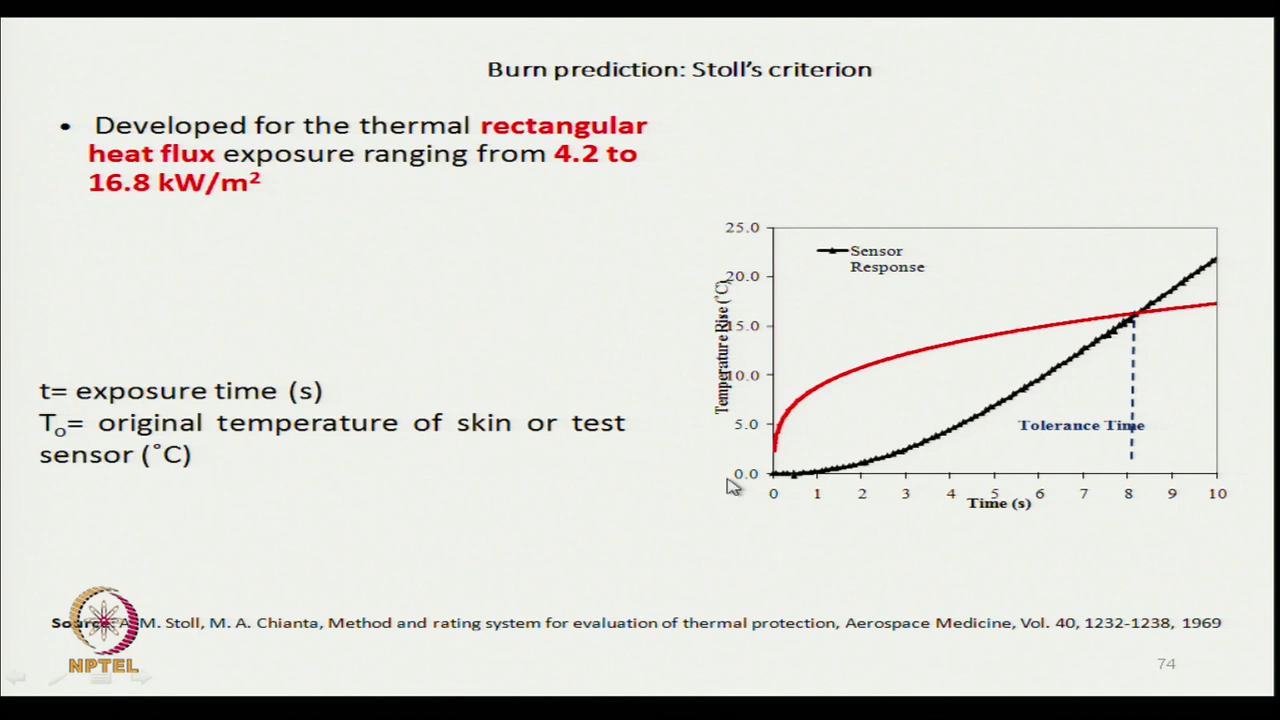 Burn prediction: Stoll's criterion
• Developed for the thermal rectangular
heat flux exposure ranging from 4.2 to
16.8 kW/m²
t= exposure time (s)
To= original temperature of skin or test
sensor (˚C)
25.0
20.0
15.0
10.0
5.0
0.0
Temperature Rise (˚C)
Sensor
Response
Tolerance Time
0 1 2 3 4 5 6 7 8 9 10
Time (s)
Source: A. M. Stoll, M. A. Chianta, Method and rating system for evaluation of thermal protection, Aerospace Medicine, Vol. 40, 1232-1238, 1969
NPTEL
74